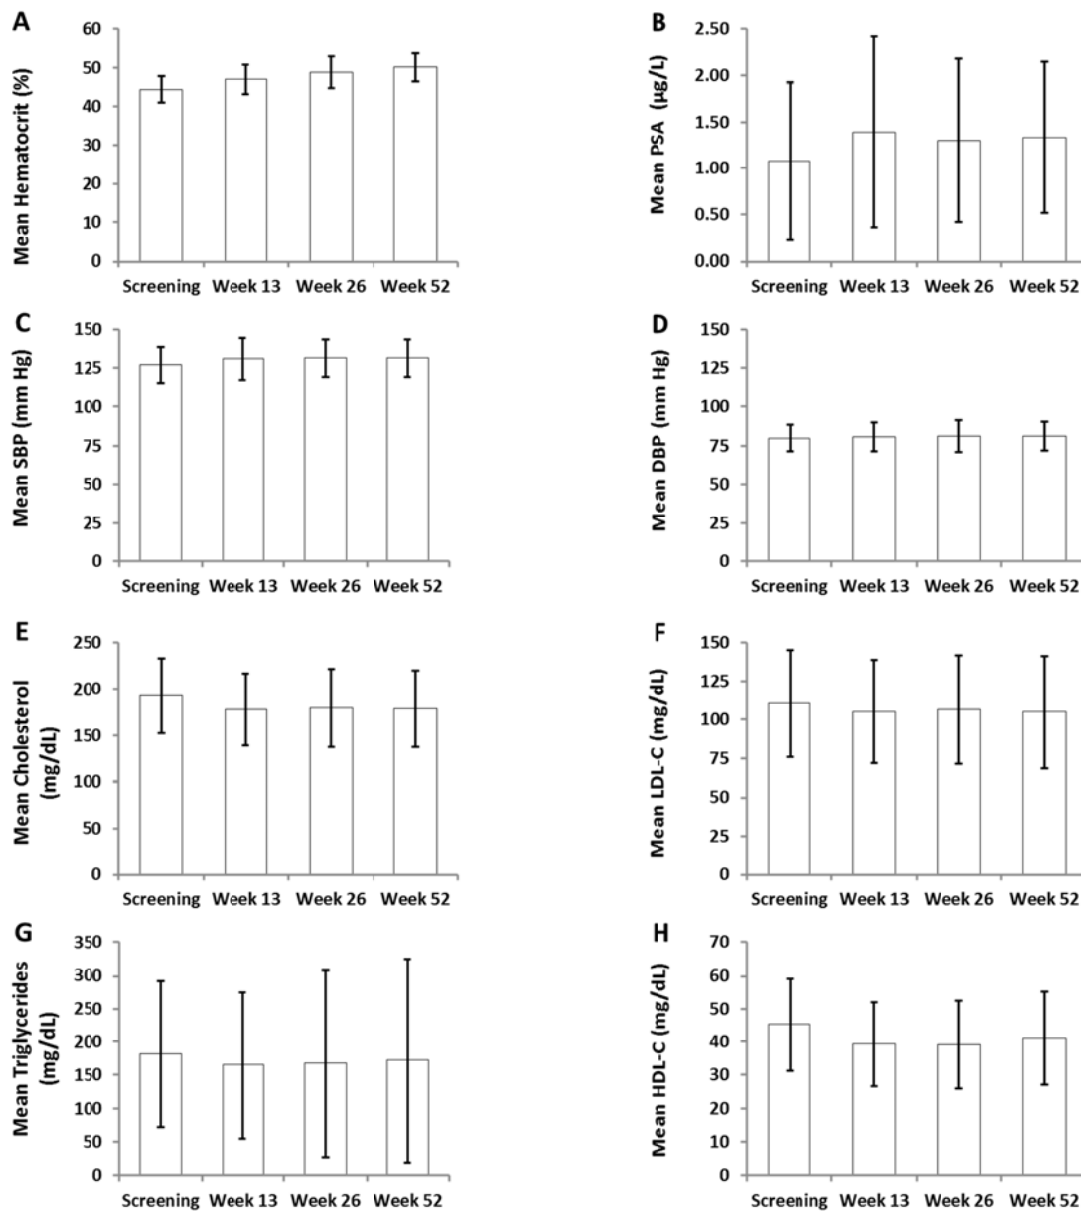 A
Mean Hematocrit (%)
60
50
40
30
20
10
0
Screening Week 13 Week 26 Week 52
B
Mean PSA (µg/L)
2.50
2.00
1.50
1.00
0.50
0.00
Screening Week 13 Week 26 Week 52
C
Mean SBP (mm Hg)
150
125
100
75
50
25
0
Screening Week 13 Week 26 Week 52
D
Mean DBP (mm Hg)
150
125
100
75
50
25
0
Screening Week 13 Week 26 Week 52
E
Mean Cholesterol
(mg/dL)
250
200
150
100
50
0
Screening Week 13 Week 26 Week 52
F
Mean LDL-C (mg/dL)
150
125
100
75
50
25
0
Screening Week 13 Week 26 Week 52
G
Mean Triglycerides
(mg/dL)
350
300
250
200
150
100
50
0
Screening Week 13 Week 26 Week 52
H
Mean HDL-C (mg/dL)
70
60
50
40
30
20
10
0
Screening Week 13 Week 26 Week 52